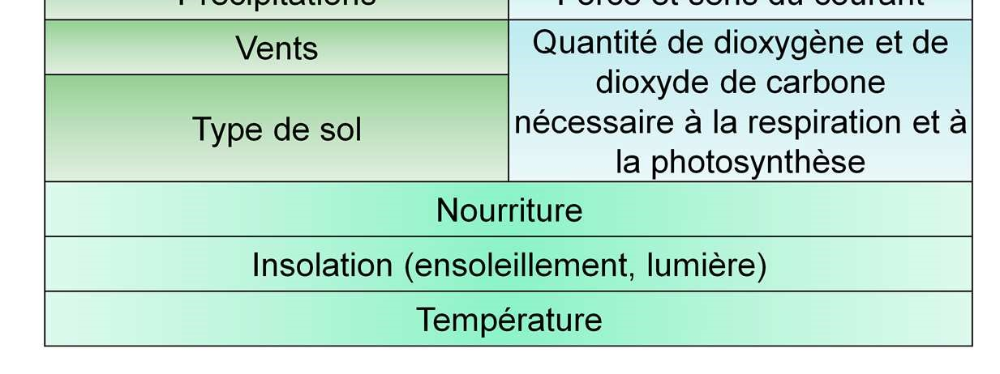 Précipitations
Force et sens du courant
Vents
Quantité de dioxygène et de
dioxyde de carbone
nécessaire à la respiration et à
la photosynthèse
Type de sol
Nourriture
Insolation (ensoleillement, lumière)
Température